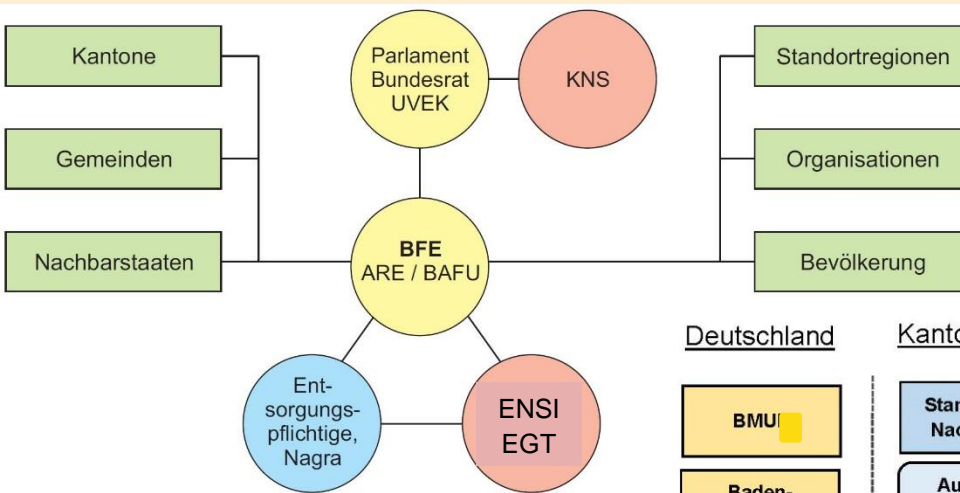 Kantone
Gemeinden
Nachbarstaaten
Parlament
Bundesrat
UVEK
KNS
BFE
ARE / BAFU
Ent-
sorgungs-
pflichtige,
Nagra
ENSI
EGT
Standortregionen
Organisationen
Bevölkerung
Deutschland
Baden-